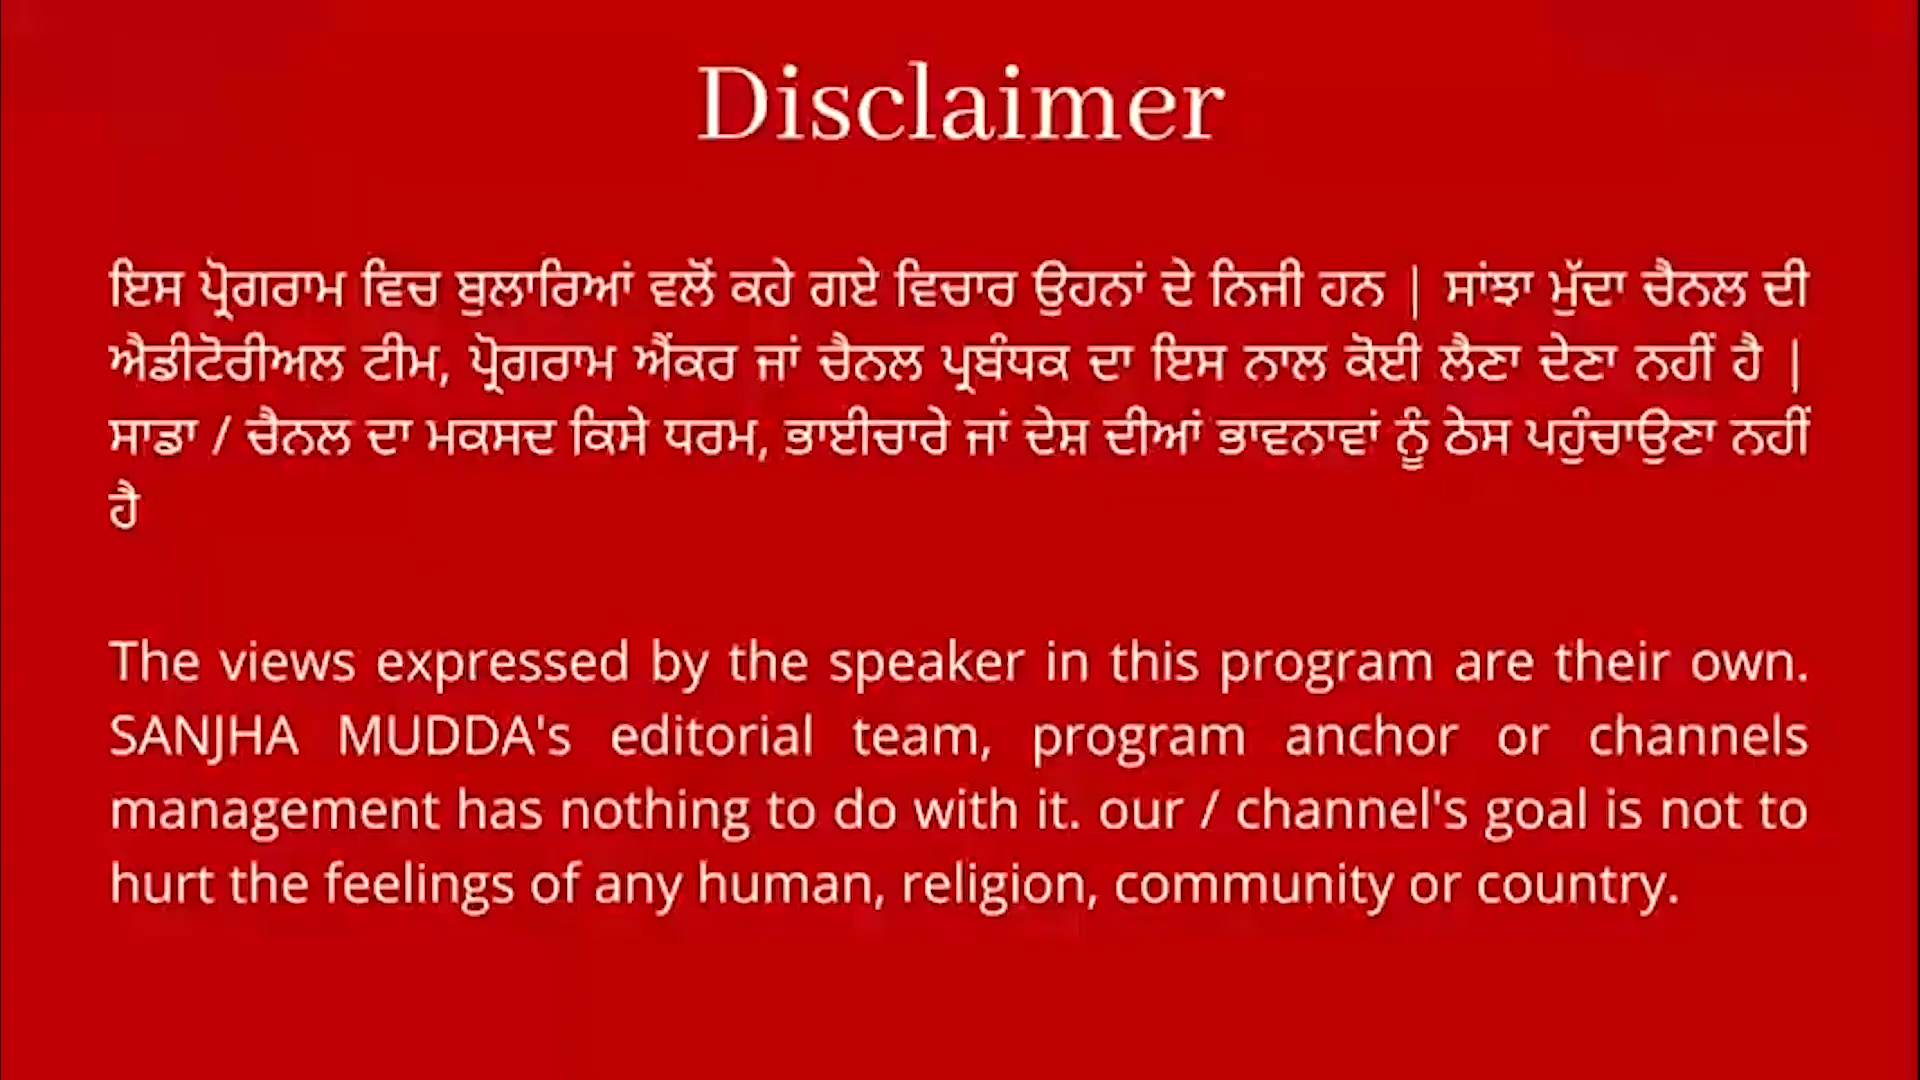 Disclaimer
ਇਸ ਪ੍ਰੋਗਰਾਮ ਵਿਚ ਬੁਲਾਰਿਆਂ ਵਲੋਂ ਕਹੇ ਗਏ ਵਿਚਾਰ ਉਹਨਾਂ ਦੇ ਨਿਜੀ ਹਨ | ਸਾਂਝਾ ਮੁੱਦਾ ਚੈਨਲ ਦੀ
ਐਡੀਟੋਰੀਅਲ ਟੀਮ, ਪ੍ਰੋਗਰਾਮ ਐਂਕਰ ਜਾਂ ਚੈਨਲ ਪ੍ਰਬੰਧਕ ਦਾ ਇਸ ਨਾਲ ਕੋਈ ਲੈਣਾ ਦੇਣਾ ਨਹੀਂ ਹੈ |
ਸਾਡਾ / ਚੈਨਲ ਦਾ ਮਕਸਦ ਕਿਸੇ ਧਰਮ, ਭਾਈਚਾਰੇ ਜਾਂ ਦੇਸ਼ ਦੀਆਂ ਭਾਵਨਾਵਾਂ ਨੂੰ ਠੇਸ ਪਹੁੰਚਾਉਣਾ ਨਹੀਂ
ਹੈ
The views expressed by the speaker in this program are their own.
SANJHA MUDDA's editorial team, program anchor or channels
management has nothing to do with it. our / channel's goal is not to
hurt the feelings of any human, religion, community or country.